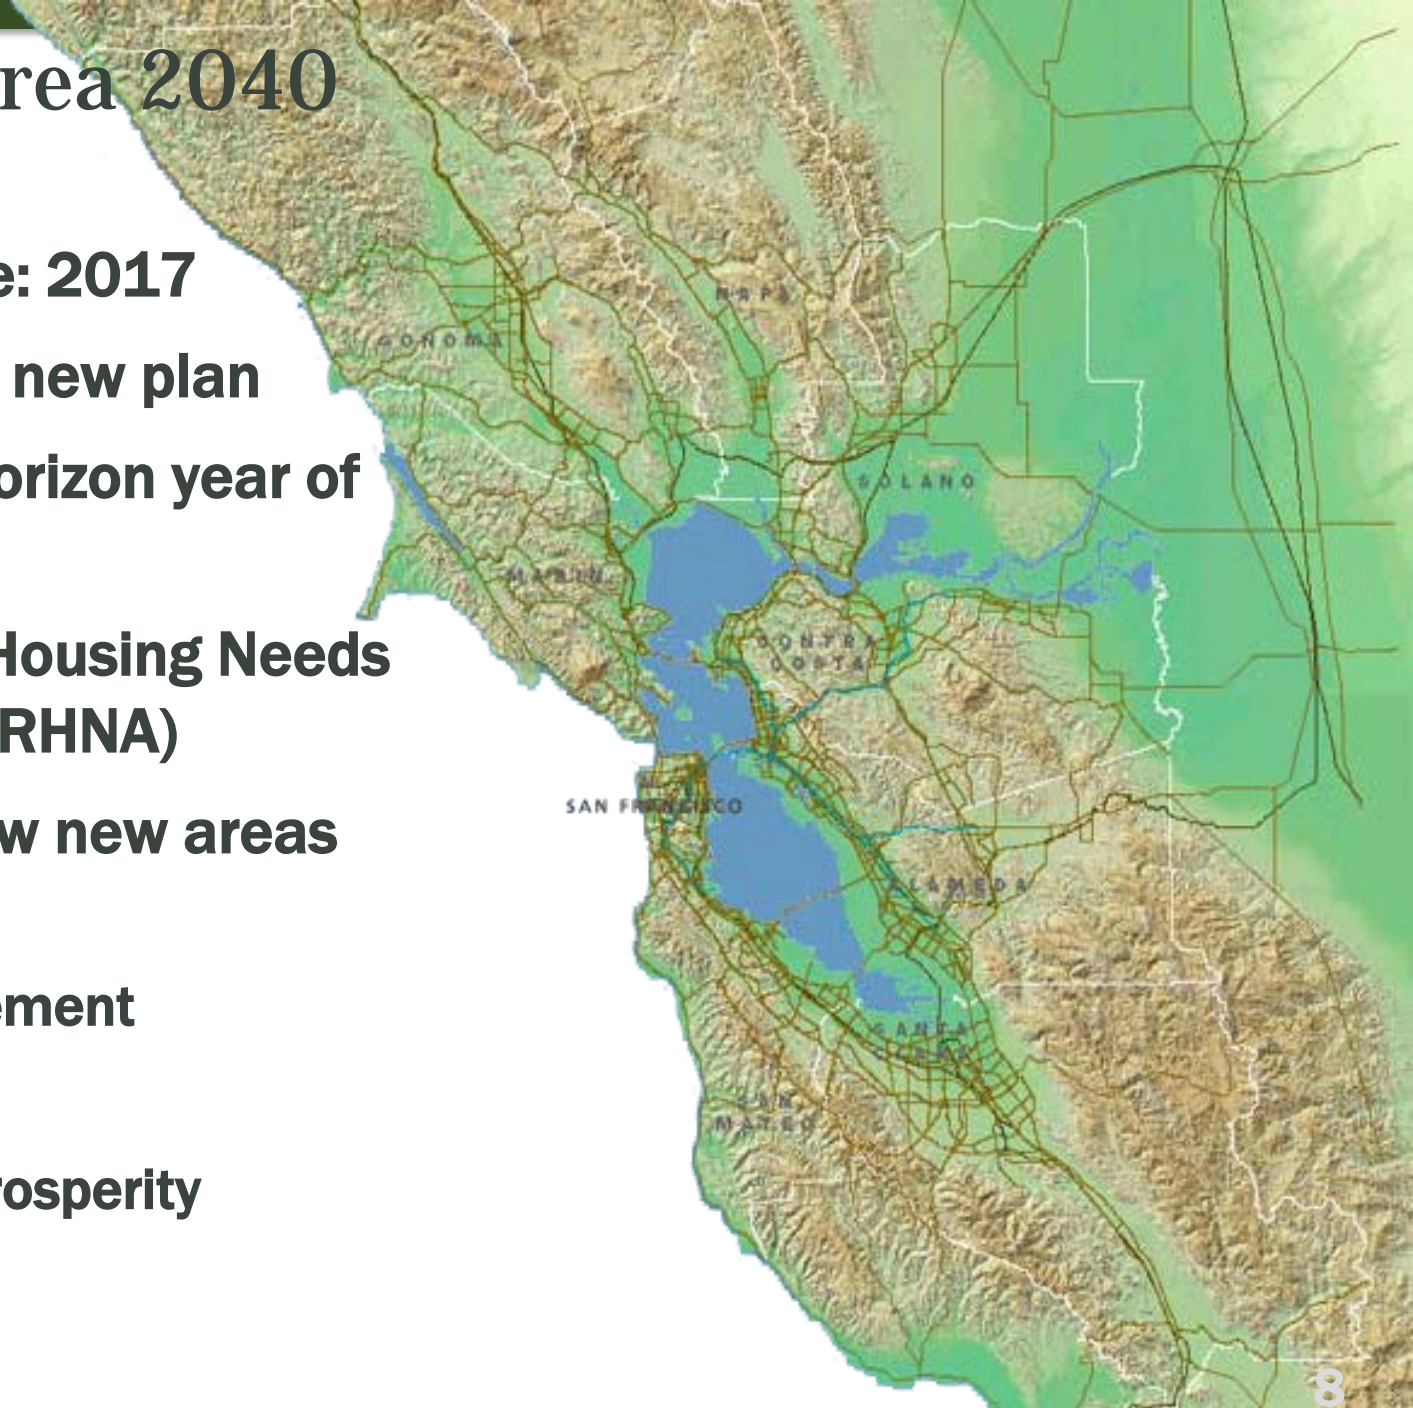 rea 2040
e: 2017
new plan
orizon year of
Housing Needs
RHNA)
w new areas
ement
rosperity
NAPA
SONOMA
SOLANO
MARIN
CONTRA
COSTA
SAN FRANCISCO
ALAMEDA
SANTA
CLARA
SAN
MATEO
8